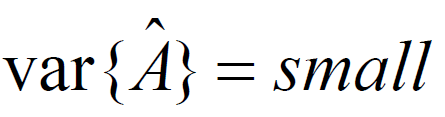 var{Â} = small